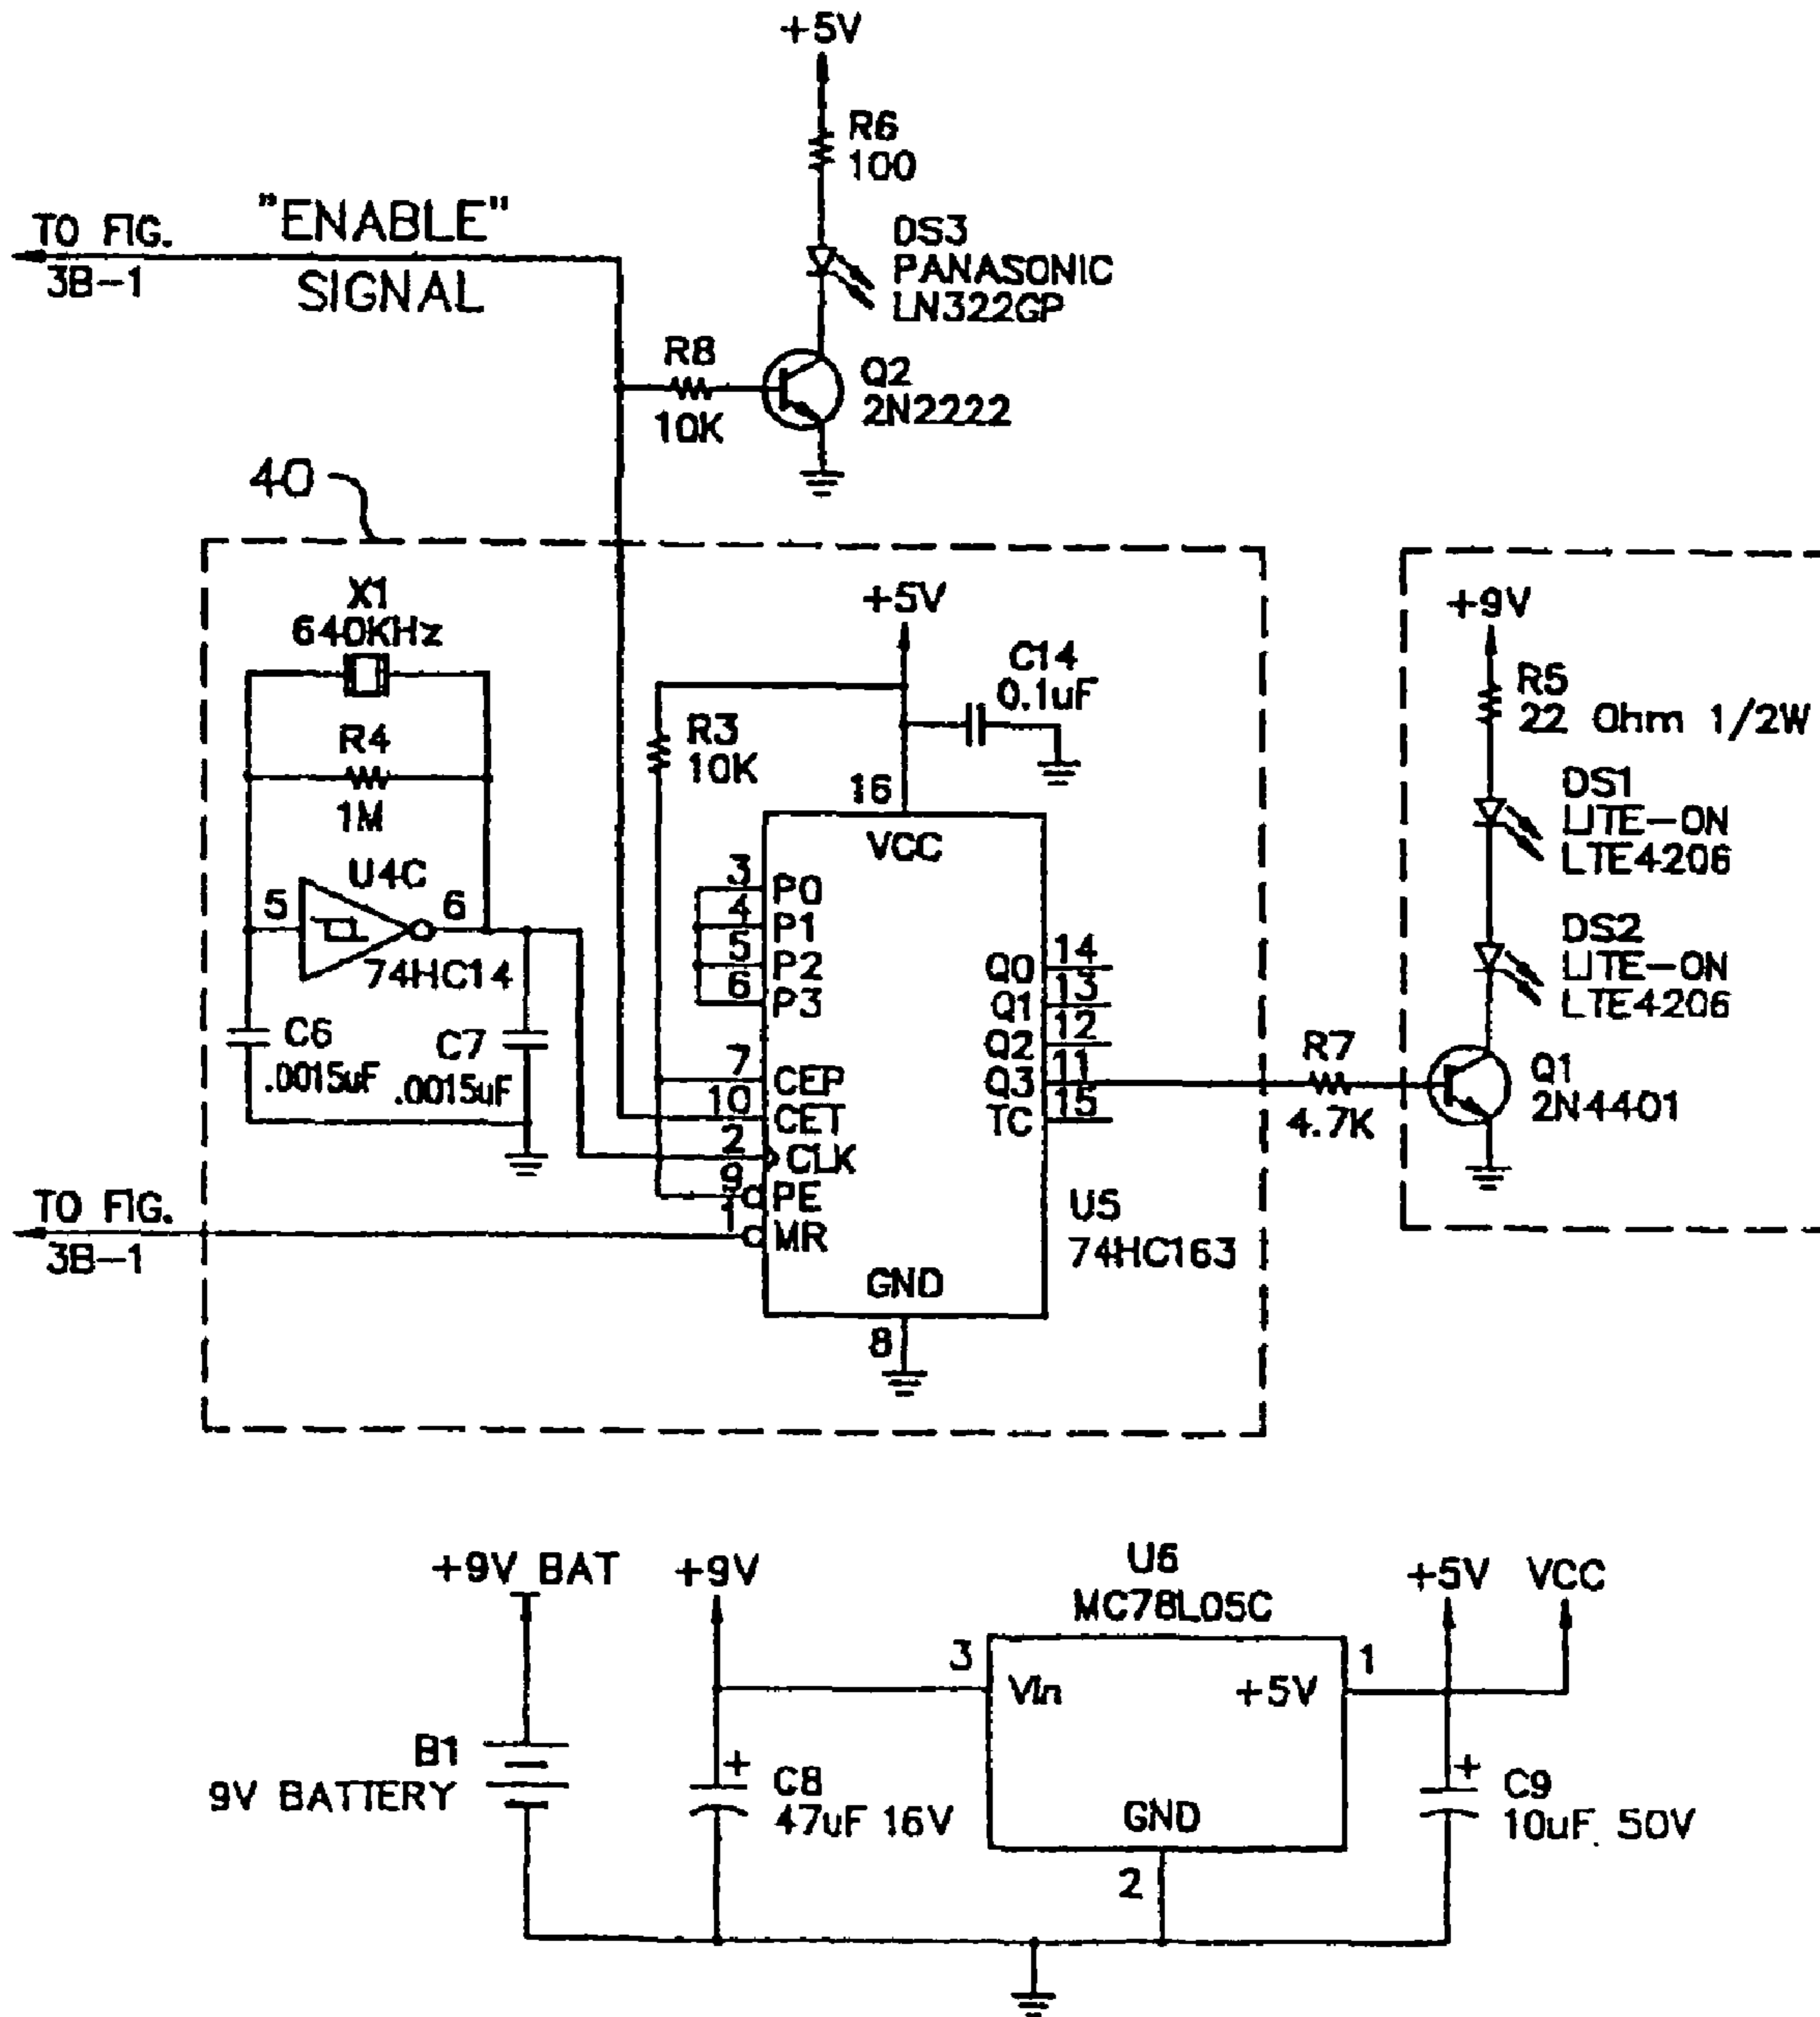 +5V
R6
100
TO FIG.
3B-1
"ENABLE"
SIGNAL
DS3
PANASONIC
LN322GP
R8
10K
Q2
2N2222
40
X1
640KHz
R4
1M
U4C
5
6
74HC14
C6
.0015uF
C7
.0015uF
+5V
C14
0.1uF
R3
10K
16
VCC
3
P0
4
P1
5
P2
6
P3
7
CEP
10
CET
2
CLK
9
PE
1
MR
14
Q0
13
Q1
12
Q2
11
Q3
15
TC
GND
8
U5
74HC163
TO FIG.
3B-1
R7
4.7K
+9V
R5
22 Ohm 1/2W
DS1
LITE-ON
LTE4206
DS2
LITE-ON
LTE4206
Q1
2N4401
+9V BAT
B1
9V BATTERY
+9V
C8
+
47uF 16V
U6
MC78L05C
3
Vin
+5V
1
GND
2
+5V
VCC
+
C9
10uF 50V